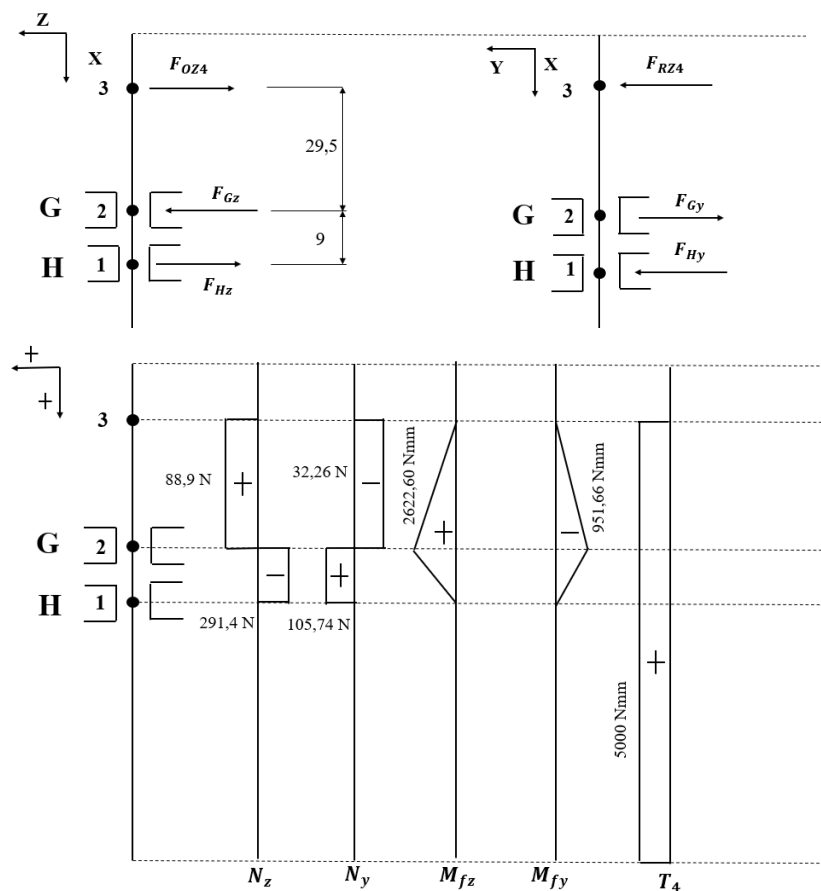 Z
X
3
F_OZ4
29,5
G
2
F_Gz
9
H
1
F_Hz
Y
X
3
F_RZ4
G
2
F_Gy
H
1
F_Hy
+
+
3
88,9 N
+
32,26 N
−
2622,60 Nmm
+
951,66 Nmm
−
G
2
H
1
−
+
291,4 N
105,74 N
+
5000 Nmm
N_z
N_y
M_fz
M_fy
T_4